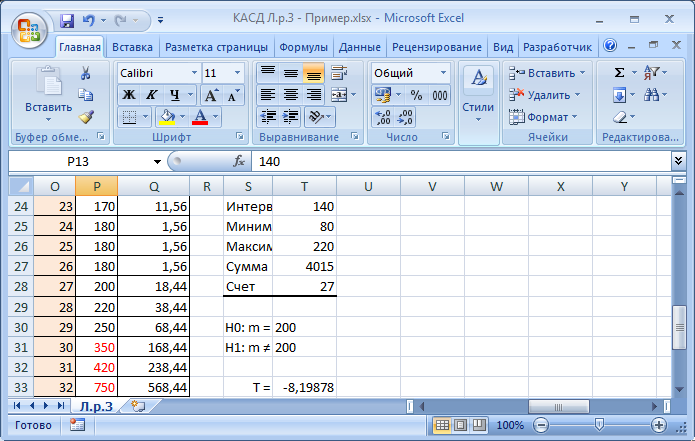 КАСД Л.р.3 - Пример.xlsx - Microsoft Excel
Главная Вставка Разметка страницы Формулы Данные Рецензирование Вид Разработчик
Calibri 11 Общий Вставить Σ
Вставить Ж К Ч A A % 000 Стили Удалить
A Формат
Буфер обме... Шрифт Выравнивание Число Ячейки Редактирова...
P13 fx 140
O P Q R S T U V W X Y
24 23 170 11,56 Интерв 140
25 24 180 1,56 Миним 80
26 25 180 1,56 Максим 220
27 26 180 1,56 Сумма 4015
28 27 200 18,44 Счет 27
29 28 220 38,44
30 29 250 68,44 H0: m = 200
31 30 350 168,44 H1: m ≠ 200
32 31 420 238,44
33 32 750 568,44 T = -8,19878
Л.р.3
Готово 100%